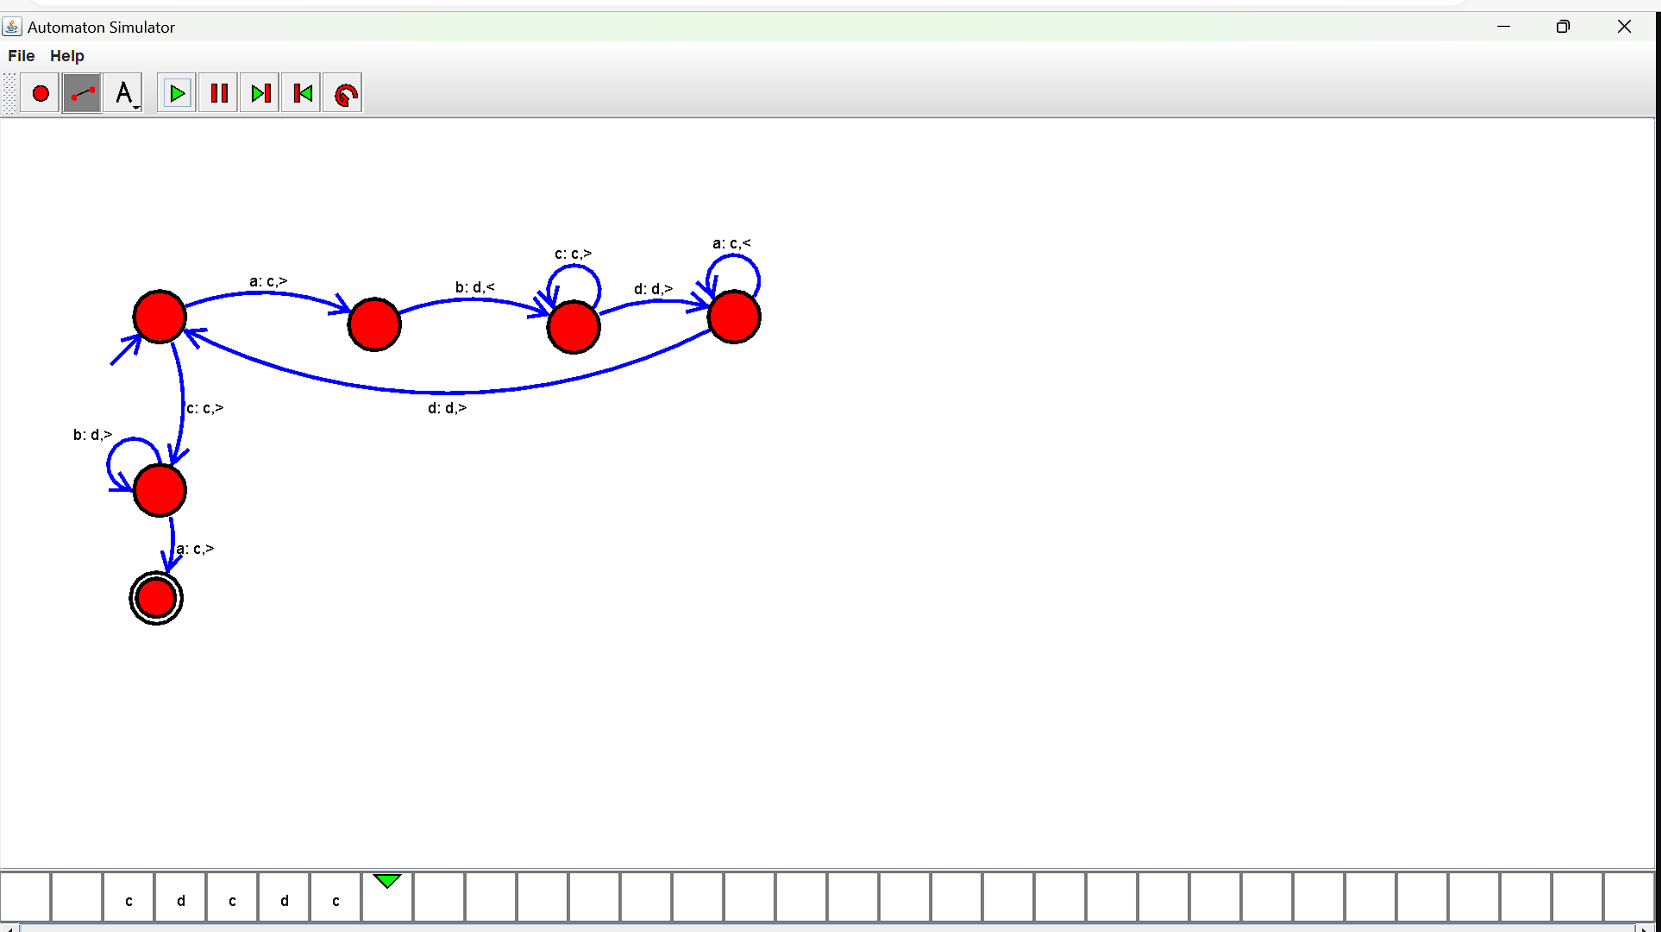 Automaton Simulator
File Help
A
a: c,<
c: c,>
a: c,>
b: d,<
d: d,>
c: c,>
d: d,>
b: d,>
a: c,>
c d c d c